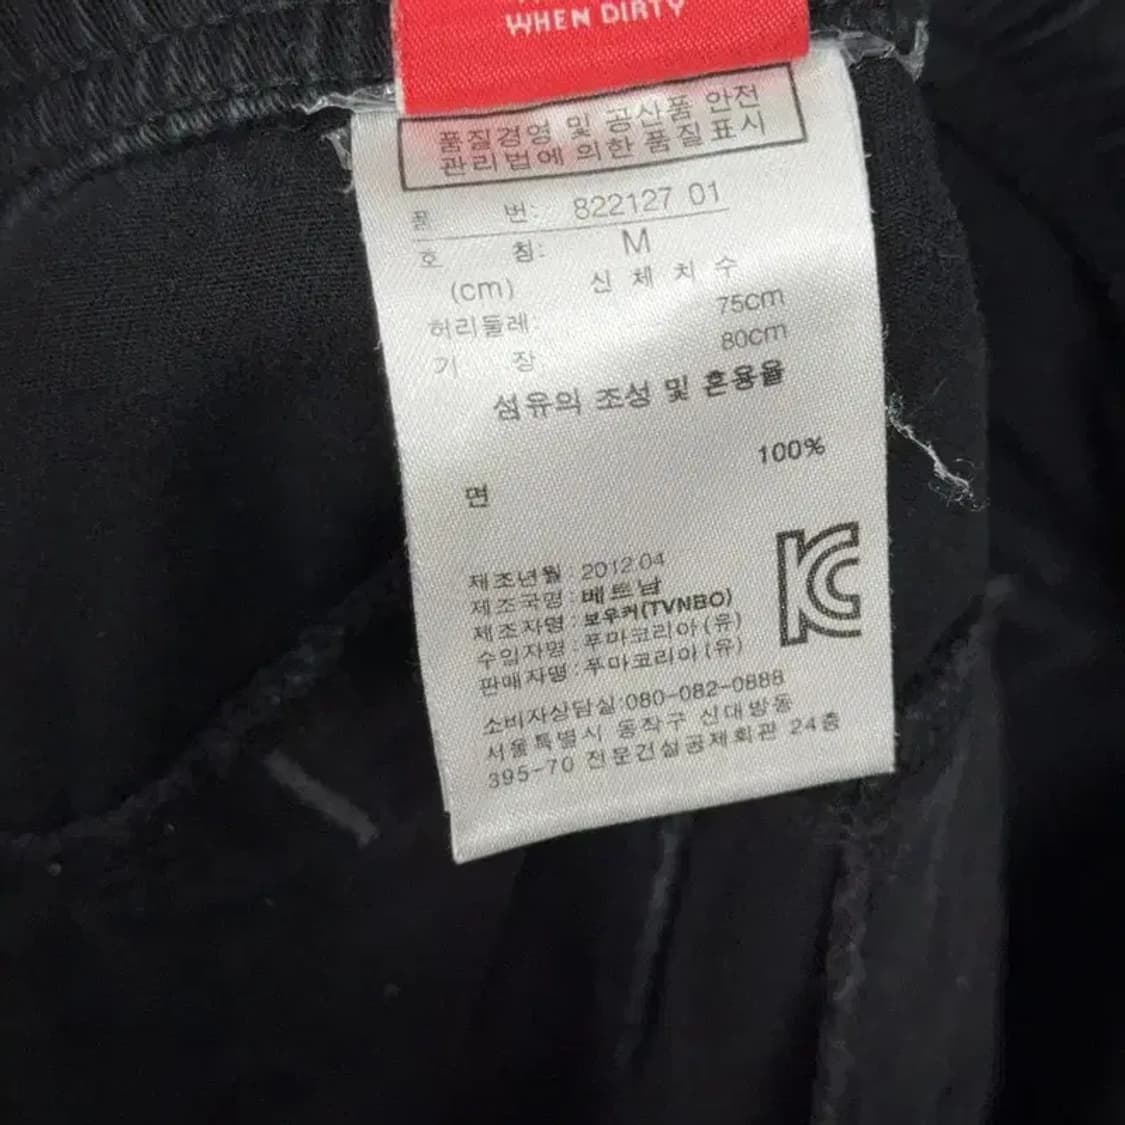 WHEN DIRTY
품질경영 및 공산품 안전
관리법에 의한 품질표시
품 번: 822127 01
호 칭: M
(cm) 신 체 치 수
허리둘레: 75cm
기 장 80cm
섬유의 조성 및 혼용율
100%
면
제조년월 : 2012.04
제조국명 : 베트남
제조자명 : 보우커(TVNBO)
수입자명 : 푸마코리아(유)
판매자명 : 푸마코리아(유)
소비자상담실:080-082-0888
서울특별시 동작구 신대방동
395-70 전문건설공제회관 24층